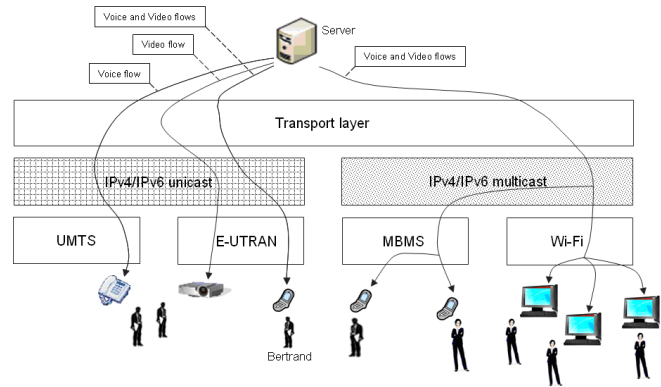 Voice and Video flows
Server
Video flow
Voice and Video flows
Voice flow
Transport layer
IPv4/IPv6 unicast
IPv4/IPv6 multicast
UMTS
E-UTRAN
MBMS
Wi-Fi
Bertrand